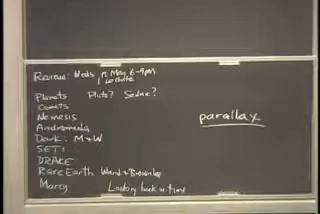 Review: Weds May 6-9pm
Planets Pluto? Sedna?
Comets
Nemesis
Andromeda
Dark: M+W
SETI
DRAKE
Rare Earth Ward + Brownlee
Marcy Looking back in time
parallax